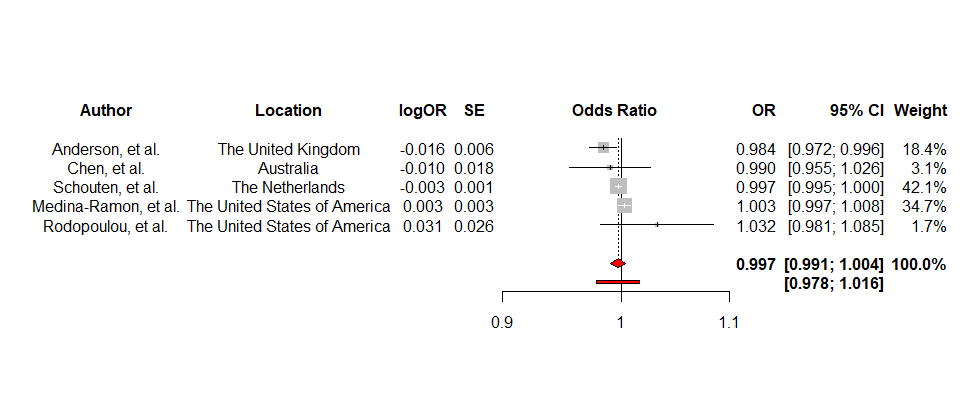 Author Location logOR SE Odds Ratio OR 95% CI Weight
Anderson, et al. The United Kingdom -0.016 0.006 0.984 [0.972; 0.996] 18.4%
Chen, et al. Australia -0.010 0.018 0.990 [0.955; 1.026] 3.1%
Schouten, et al. The Netherlands -0.003 0.001 0.997 [0.995; 1.000] 42.1%
Medina-Ramon, et al. The United States of America 0.003 0.003 1.003 [0.997; 1.008] 34.7%
Rodopoulou, et al. The United States of America 0.031 0.026 1.032 [0.981; 1.085] 1.7%
0.997 [0.991; 1.004] 100.0%
[0.978; 1.016]
0.9 1 1.1